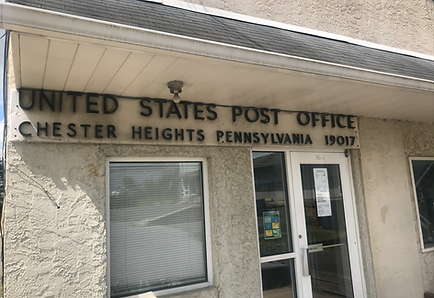 UNITED STATES POST OFFICE
CHESTER HEIGHTS PENNSYLVANIA 19017